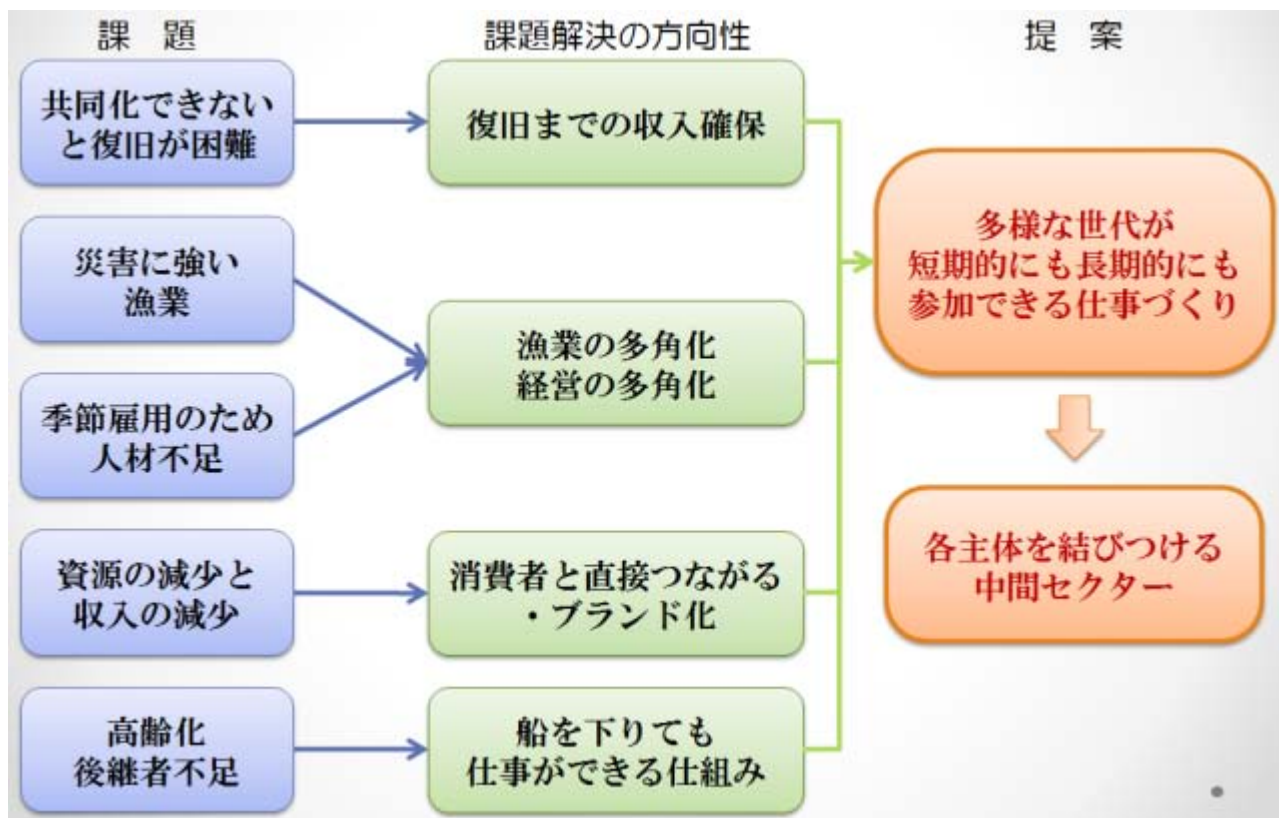 課　題
課題解決の方向性
提　案
共同化できない
と復旧が困難
復旧までの収入確保
災害に強い
漁業
季節雇用のため
人材不足
漁業の多角化
経営の多角化
資源の減少と
収入の減少
消費者と直接つながる
・ブランド化
高齢化
後継者不足
船を下りても
仕事ができる仕組み
多様な世代が
短期的にも長期的にも
参加できる仕事づくり
各主体を結びつける
中間セクター